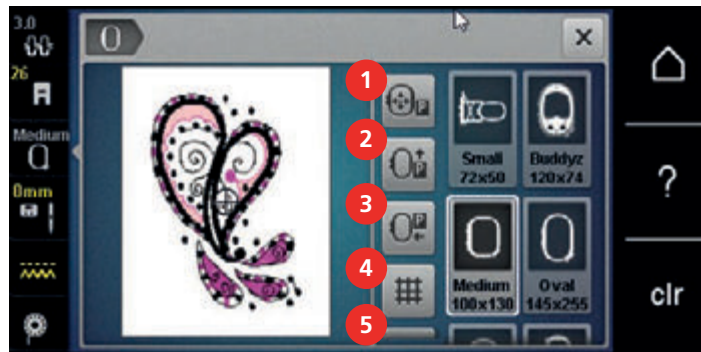 3.0
26
Medium
0mm
1
2
3
4
5
P
P
P
Small
72x50
Buddyz
120x74
Medium
100x130
Oval
145x255
?
clr